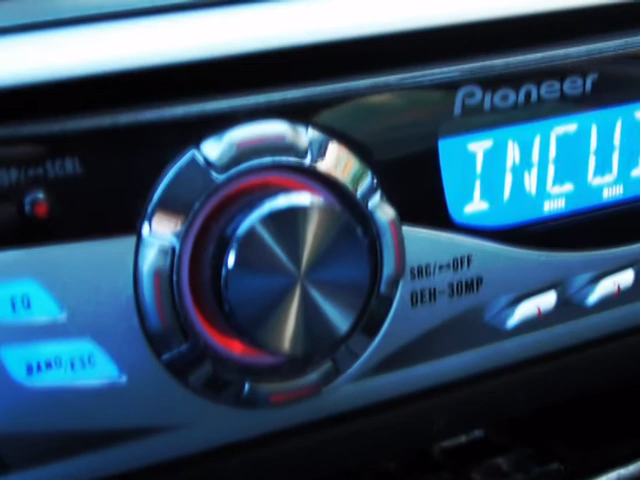 Pioneer
INCU
SRC/OFF
DEH-30MP
EQ
BAND/ESC